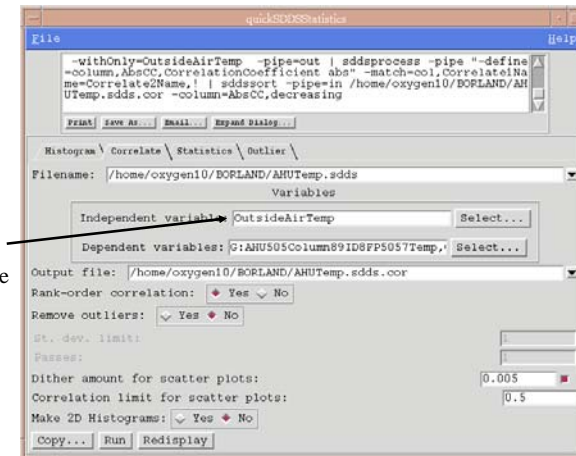 quickSDDSStatistics
File Help
-withOnly=OutsideAirTemp -pipe=out | sddsprocess -pipe "-define
=column,AbsCC,CorrelationCoefficient abs" -match=col,Correlate1Na
me=Correlate2Name,! | sddssort -pipe=in /home/oxygen10/BORLAND/AH
UTemp.sdds.cor -column=AbsCC,decreasing
Print Save As... Email... Expand Dialog...
Histogram Correlate Statistics Outlier
Filename: /home/oxygen10/BORLAND/AHUTemp.sdds
Variables
Independent variable OutsideAirTemp Select...
Dependent variables: G:AHU505Column89ID8FP5057Temp, Select...
e
Output file: /home/oxygen10/BORLAND/AHUTemp.sdds.cor
Rank-order correlation: Yes No
Remove outliers: Yes No
St. dev. limit: 1
Passes: 1
Dither amount for scatter plots: 0.005
Correlation limit for scatter plots: 0.5
Make 2D Histograms: Yes No
Copy... Run Redisplay